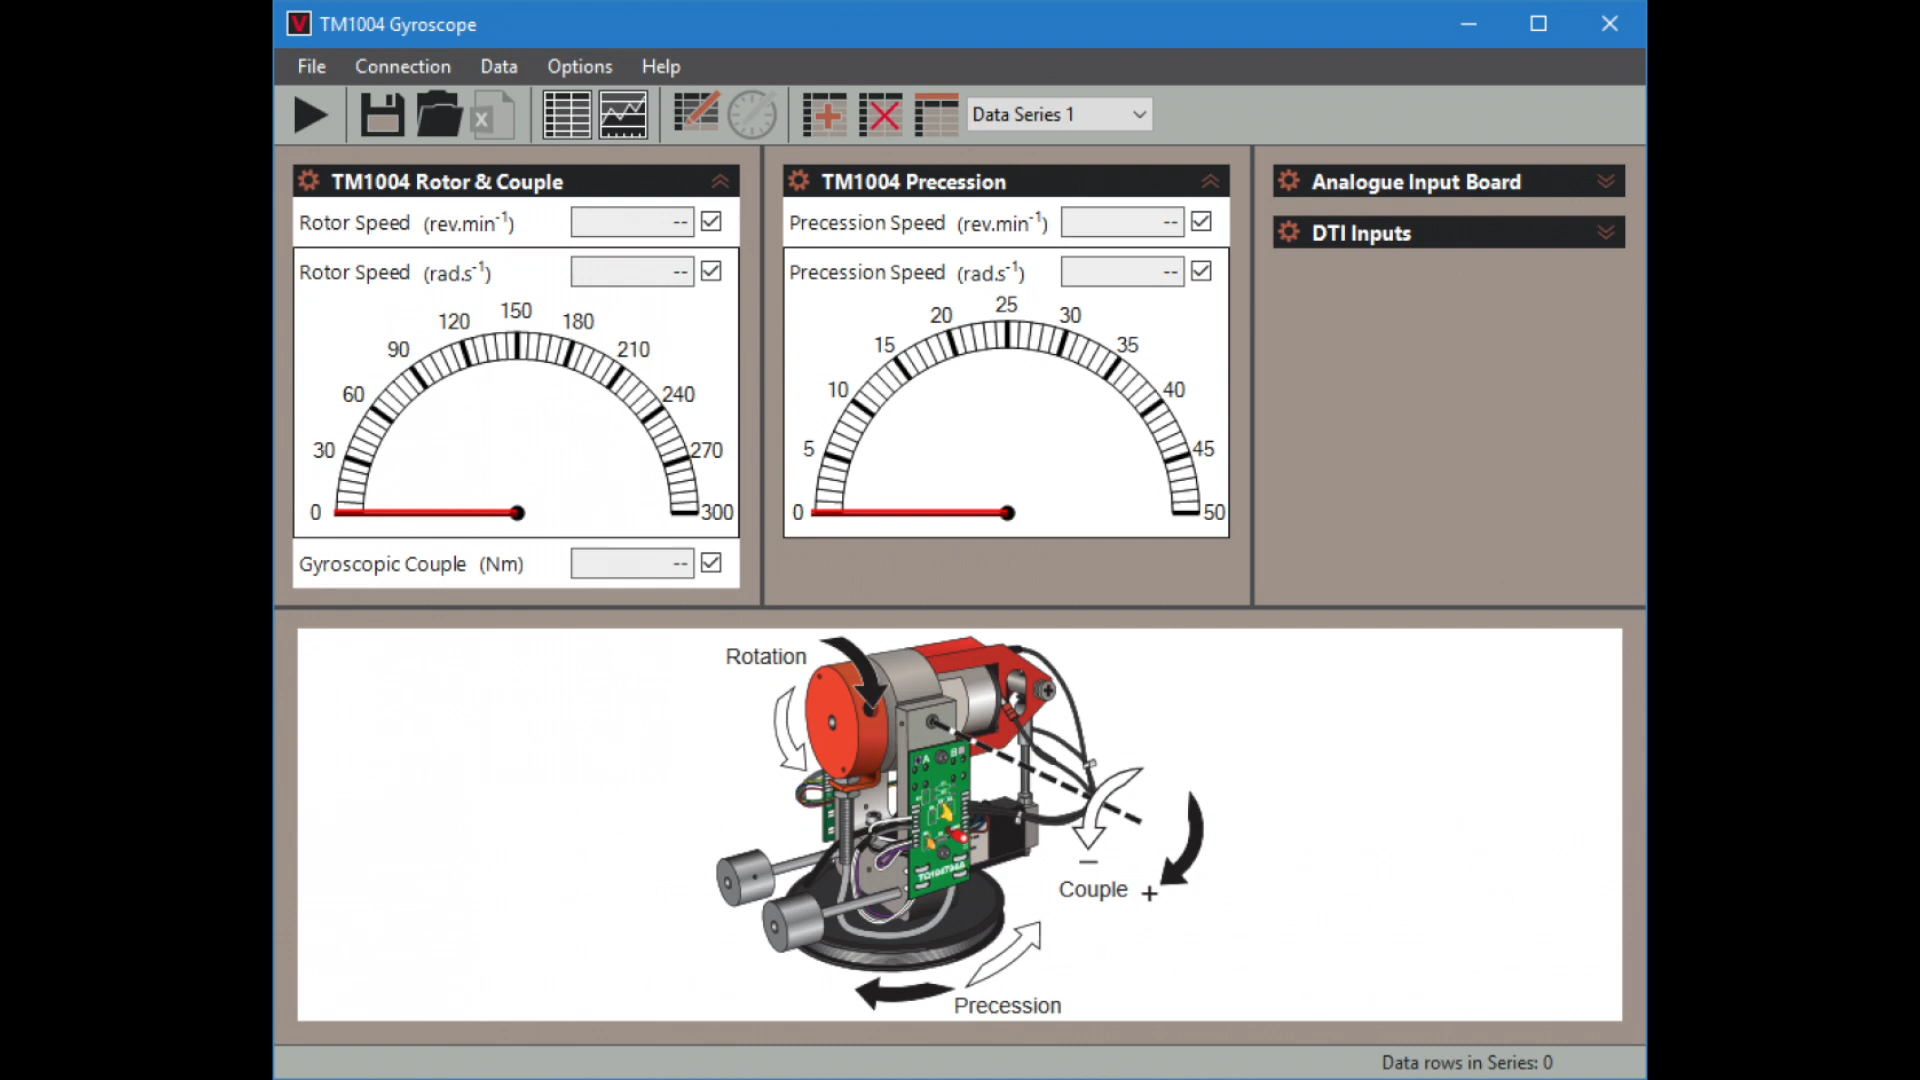 TM1004 Gyroscope
File Connection Data Options Help
Data Series 1
TM1004 Rotor & Couple
Rotor Speed (rev.min⁻¹) --
Rotor Speed (rad.s⁻¹) --
0 30 60 90 120 150 180 210 240 270 300
Gyroscopic Couple (Nm) --
TM1004 Precession
Precession Speed (rev.min⁻¹) --
Precession Speed (rad.s⁻¹) --
0 5 10 15 20 25 30 35 40 45 50
Analogue Input Board
DTI Inputs
Rotation
−
Couple +
Precession
Data rows in Series: 0